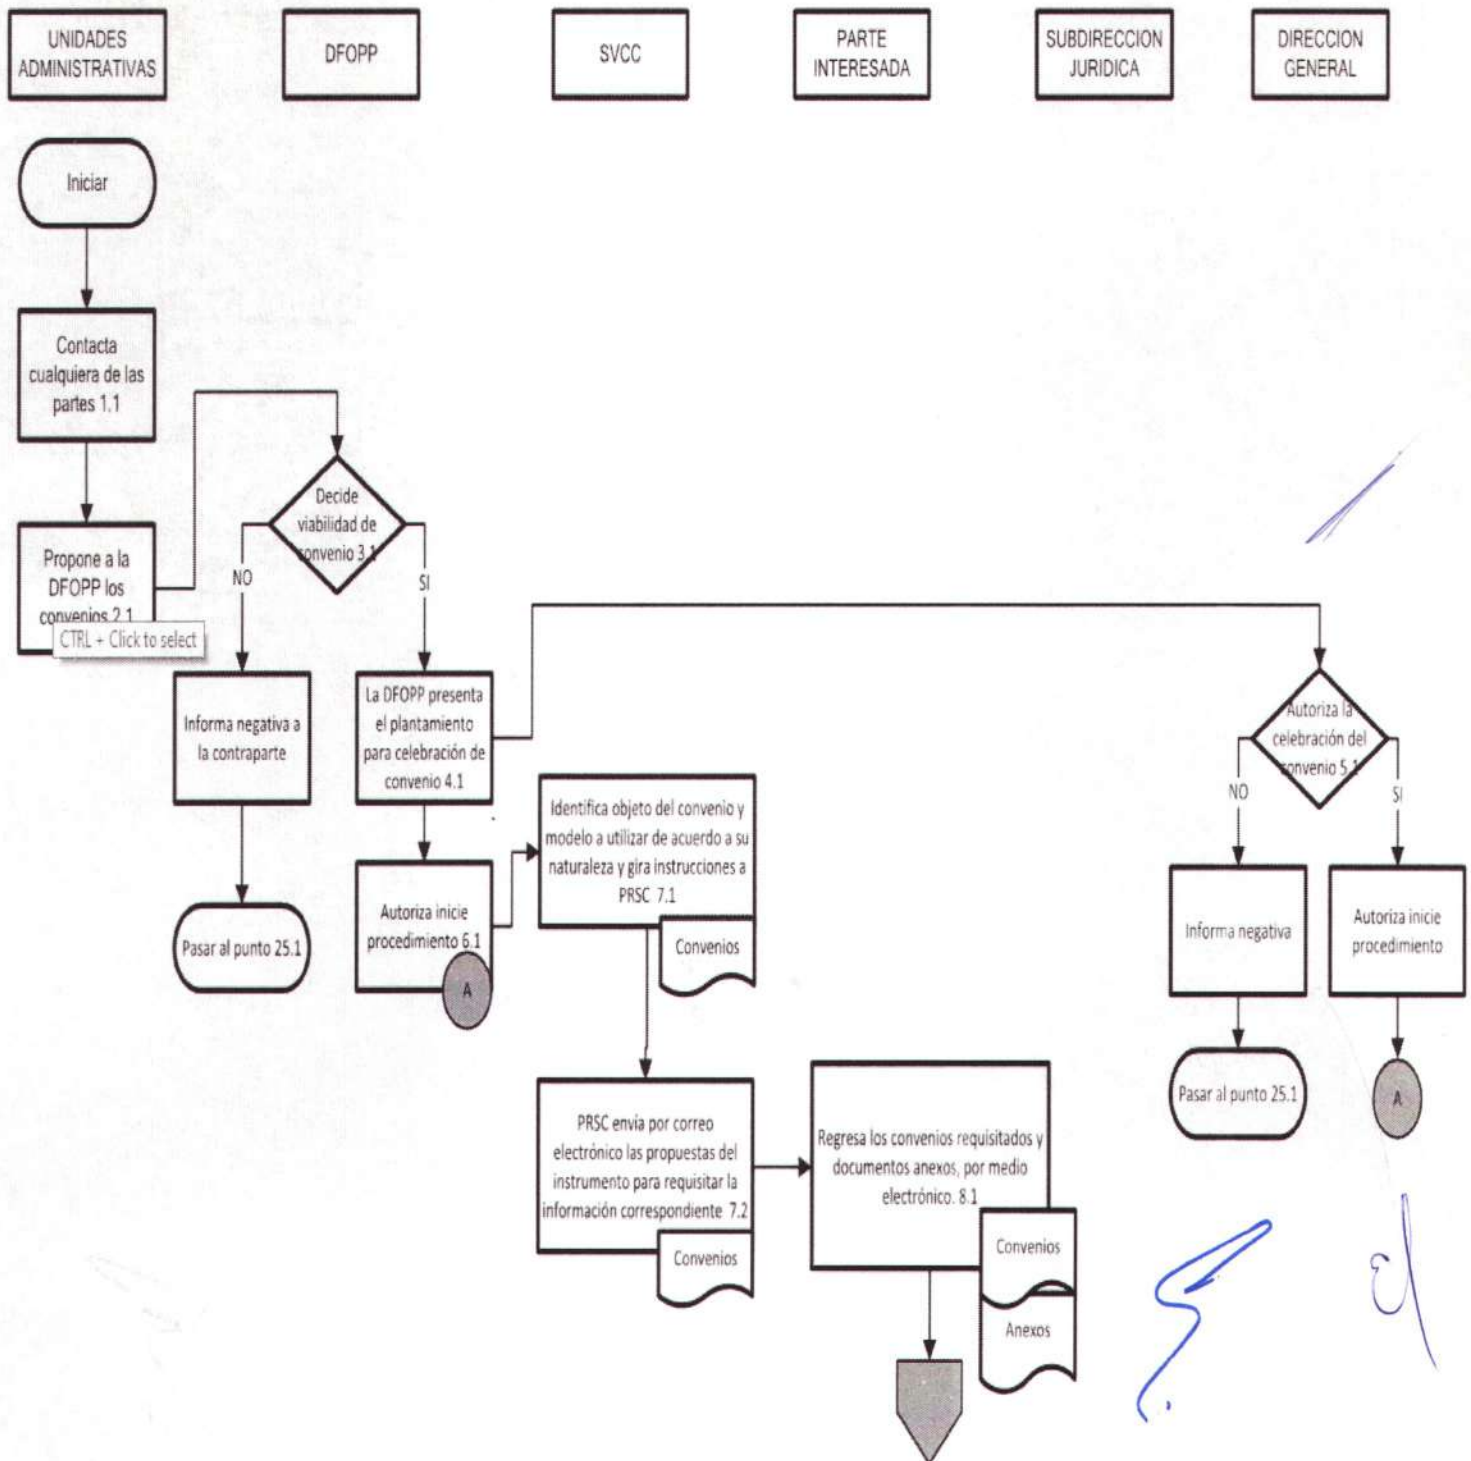 UNIDADES
ADMINISTRATIVAS
DFOPP
SVCC
PARTE
INTERESADA
SUBDIRECCION
JURIDICA
DIRECCION
GENERAL
Iniciar
Contacta
cualquiera de las
partes 1.1
Propone a la
DFOPP los
convenios 2.1
CTRL + Click to select
Decide
viabilidad de
convenio 3.1
NO
SI
Informa negativa a
la contraparte
Pasar al punto 25.1
La DFOPP presenta
el plantamiento
para celebración de
convenio 4.1
Autoriza la
celebración del
convenio 5.1
NO
SI
Informa negativa
Pasar al punto 25.1
Autoriza inicie
procedimiento
A
Autoriza inicie
procedimiento 6.1
A
Identifica objeto del convenio y
modelo a utilizar de acuerdo a su
naturaleza y gira instrucciones a
PRSC 7.1
Convenios
PRSC envía por correo
electrónico las propuestas del
instrumento para requisitar la
información correspondiente 7.2
Convenios
Regresa los convenios requisitados y
documentos anexos, por medio
electrónico. 8.1
Convenios
Anexos